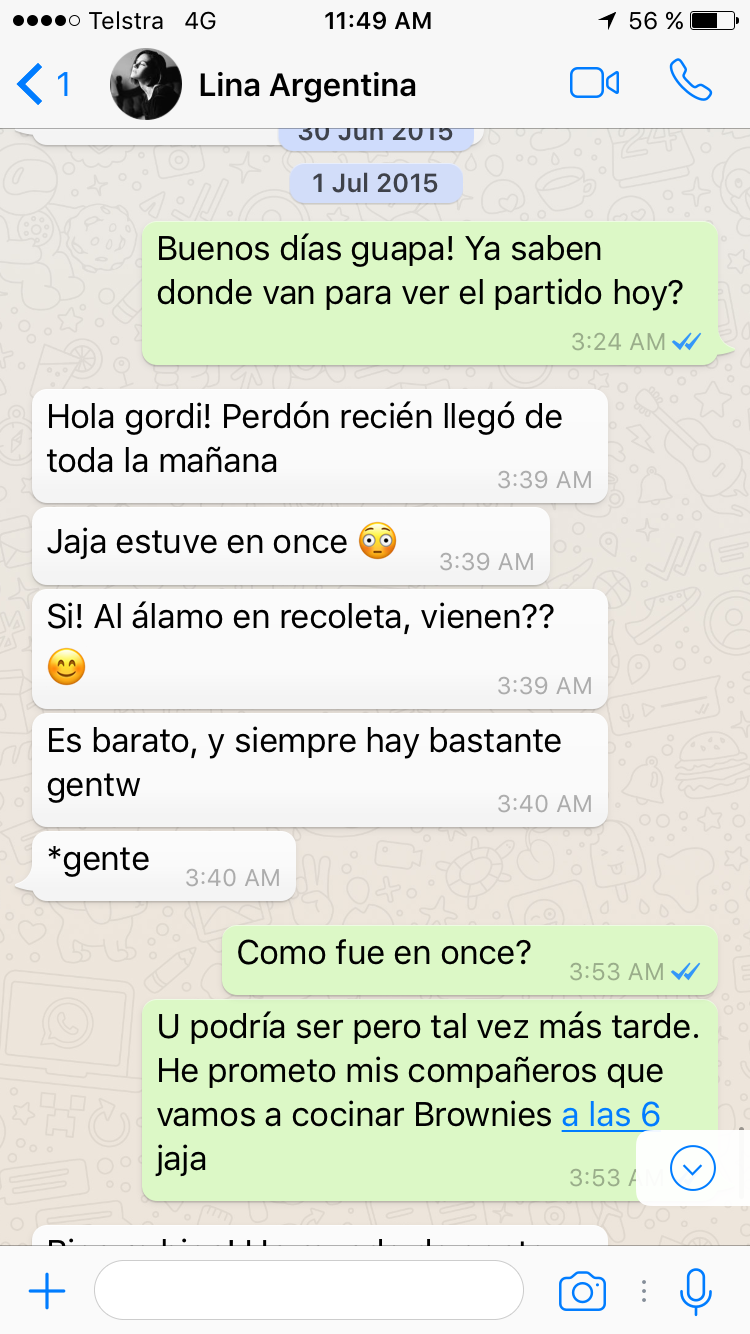 Telstra 4G 11:49 AM 56 %
1 Lina Argentina
30 Jun 2015
1 Jul 2015
Buenos días guapa! Ya saben
donde van para ver el partido hoy?
3:24 AM
Hola gordi! Perdón recién llegó de
toda la mañana
3:39 AM
Jaja estuve en once 😳 3:39 AM
Si! Al álamo en recoleta, vienen??
😊
3:39 AM
Es barato, y siempre hay bastante
gentw
3:40 AM
*gente 3:40 AM
Como fue en once? 3:53 AM
U podría ser pero tal vez más tarde.
He prometo mis compañeros que
vamos a cocinar Brownies a las 6
jaja
3:53